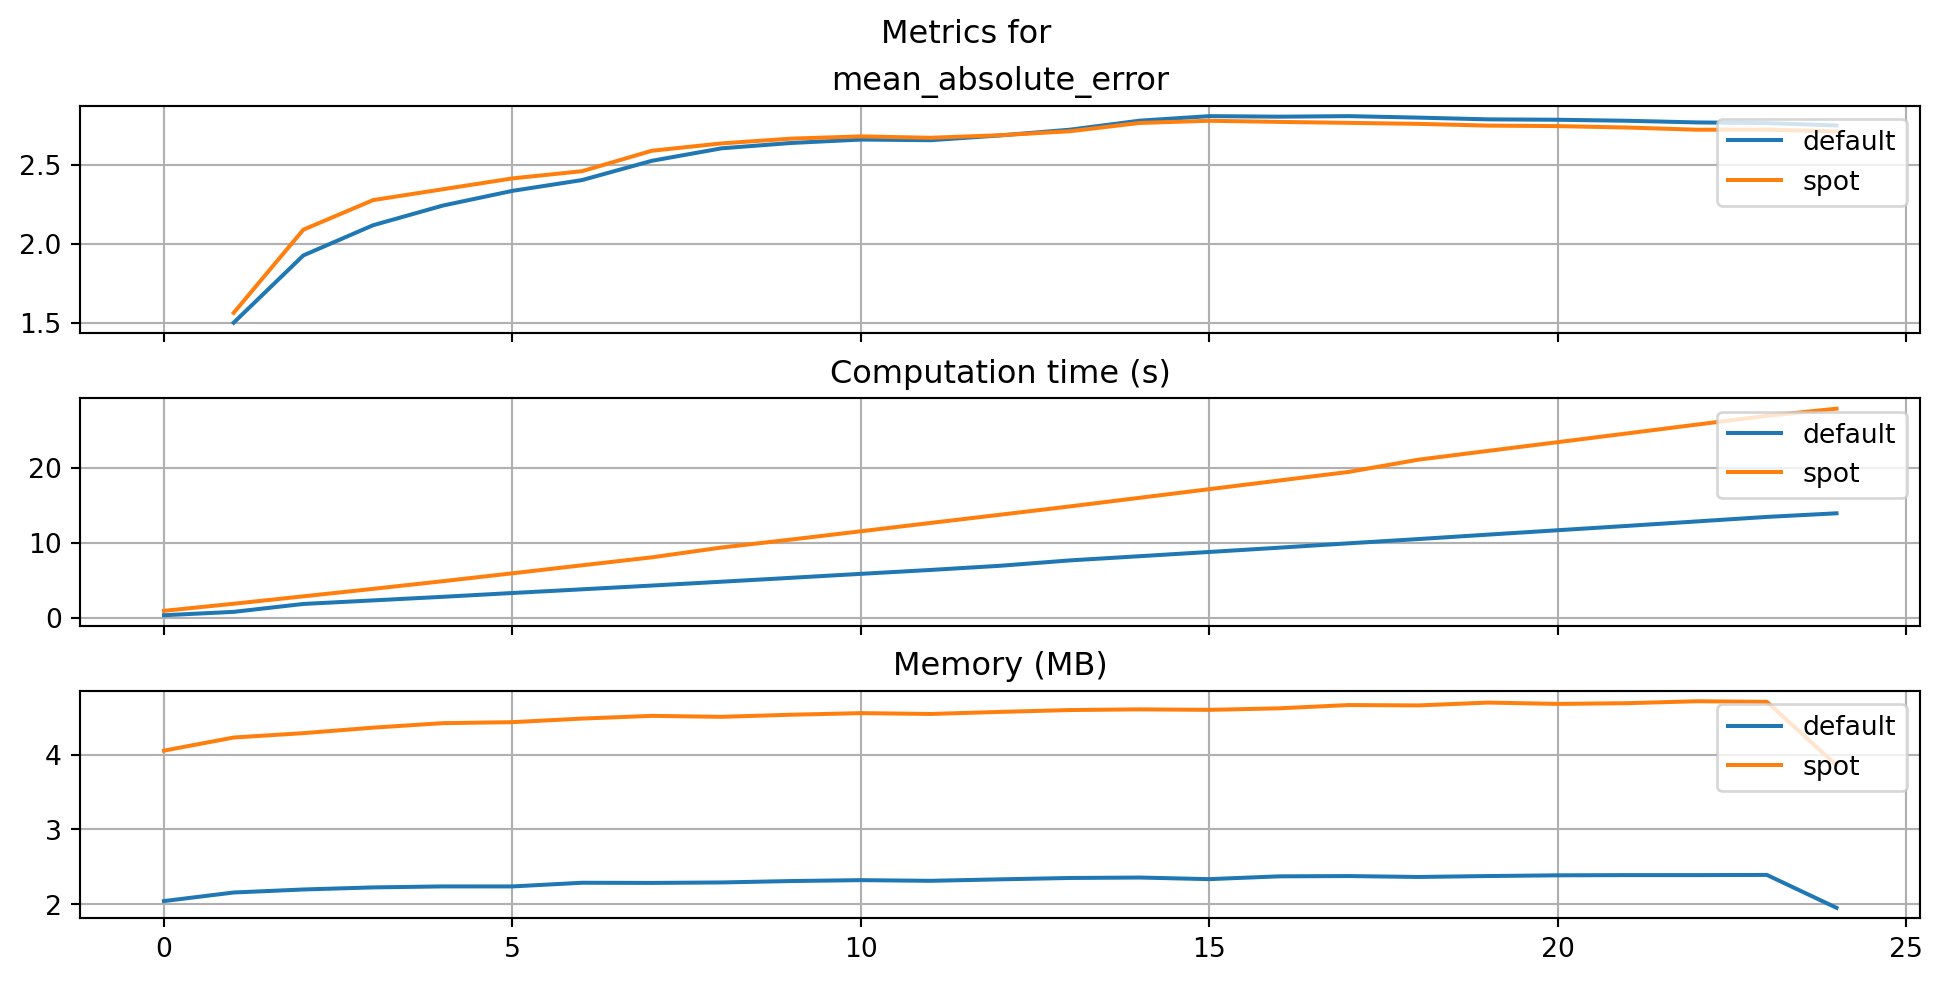 Metrics for
mean_absolute_error
2.5
2.0
1.5
default
spot
Computation time (s)
20
10
0
default
spot
Memory (MB)
4
3
2
default
spot
0 5 10 15 20 25